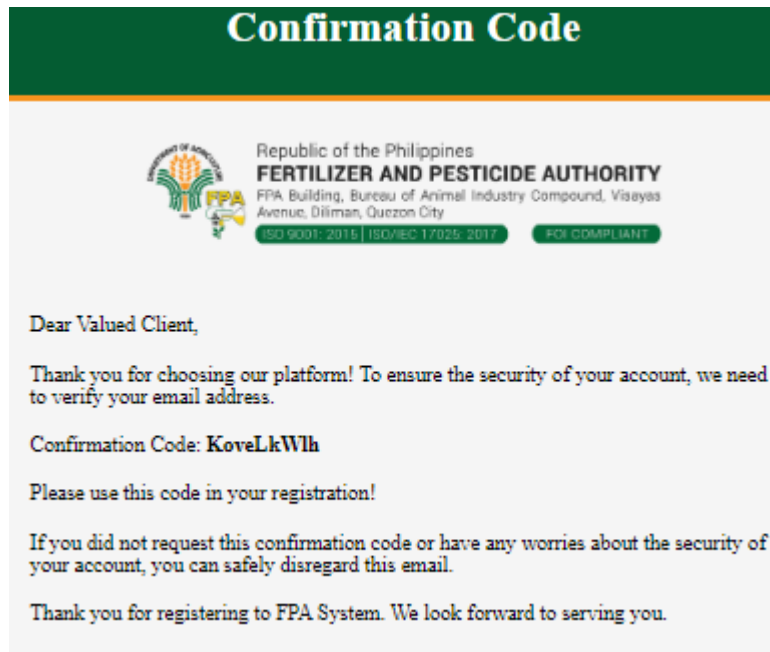 Confirmation Code
DEPARTMENT OF AGRICULTURE
FPA
Republic of the Philippines
FERTILIZER AND PESTICIDE AUTHORITY
FPA Building, Bureau of Animal Industry Compound, Visayas
Avenue, Diliman, Quezon City
ISO 9001: 2015 | ISO/IEC 17025: 2017 FOI COMPLIANT
Dear Valued Client,
Thank you for choosing our platform! To ensure the security of your account, we need
to verify your email address.
Confirmation Code: KoveLkWlh
Please use this code in your registration!
If you did not request this confirmation code or have any worries about the security of
your account, you can safely disregard this email.
Thank you for registering to FPA System. We look forward to serving you.